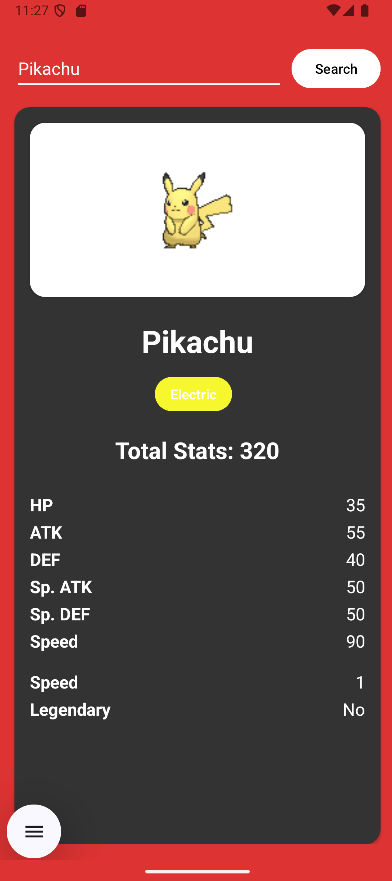 11:27
Pikachu
Search
Pikachu
Electric
Total Stats: 320
HP 35
ATK 55
DEF 40
Sp. ATK 50
Sp. DEF 50
Speed 90
Speed 1
Legendary No